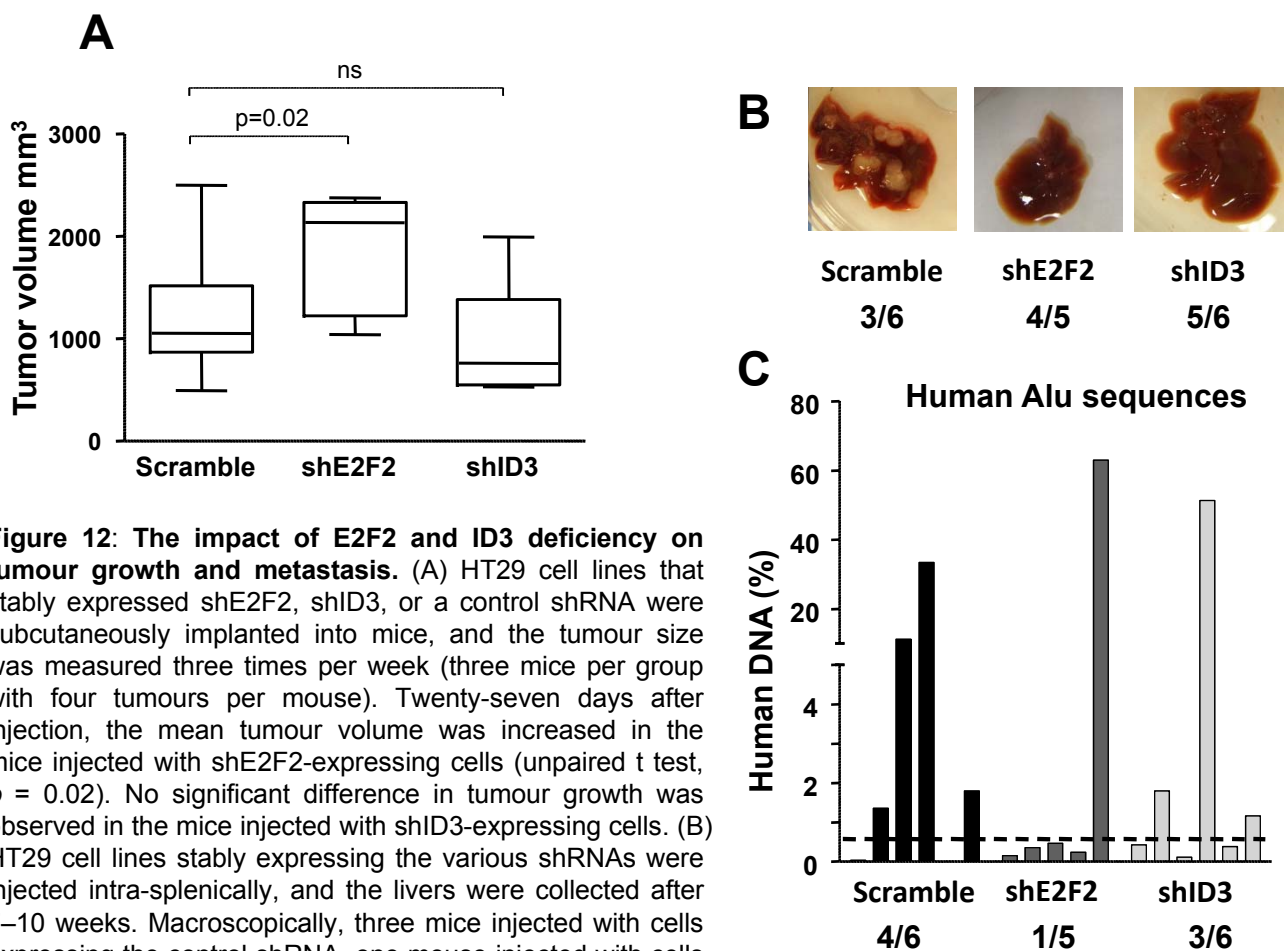 A
ns
p=0.02
Tumor volume mm³
3000
2000
1000
0
Scramble shE2F2 shID3
B
Scramble shE2F2 shID3
3/6 4/5 5/6
C
Human Alu sequences
Human DNA (%)
80
60
40
20
4
2
0
Scramble shE2F2 shID3
4/6 1/5 3/6
igure 12: The impact of E2F2 and ID3 deficiency on
umour growth and metastasis. (A) HT29 cell lines that
tably expressed shE2F2, shID3, or a control shRNA were
ubcutaneously implanted into mice, and the tumour size
was measured three times per week (three mice per group
with four tumours per mouse). Twenty-seven days after
njection, the mean tumour volume was increased in the
mice injected with shE2F2-expressing cells (unpaired t test,
p = 0.02). No significant difference in tumour growth was
observed in the mice injected with shID3-expressing cells. (B)
HT29 cell lines stably expressing the various shRNAs were
njected intra-splenically, and the livers were collected after
–10 weeks. Macroscopically, three mice injected with cells
expressing the control shRNA, one mouse injected with cells